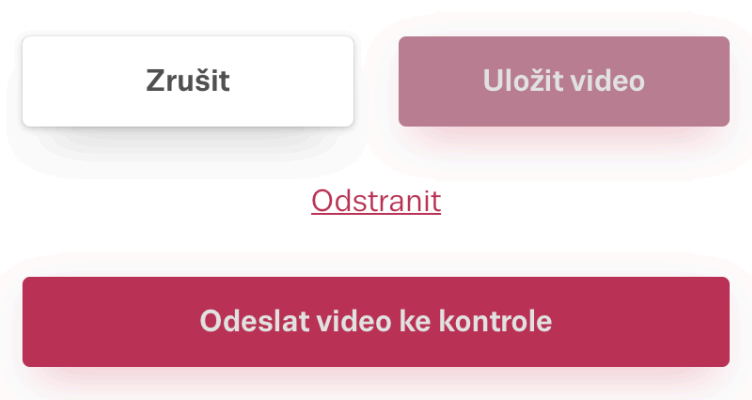 Zrušit
Uložit video
Odstranit
Odeslat video ke kontrole